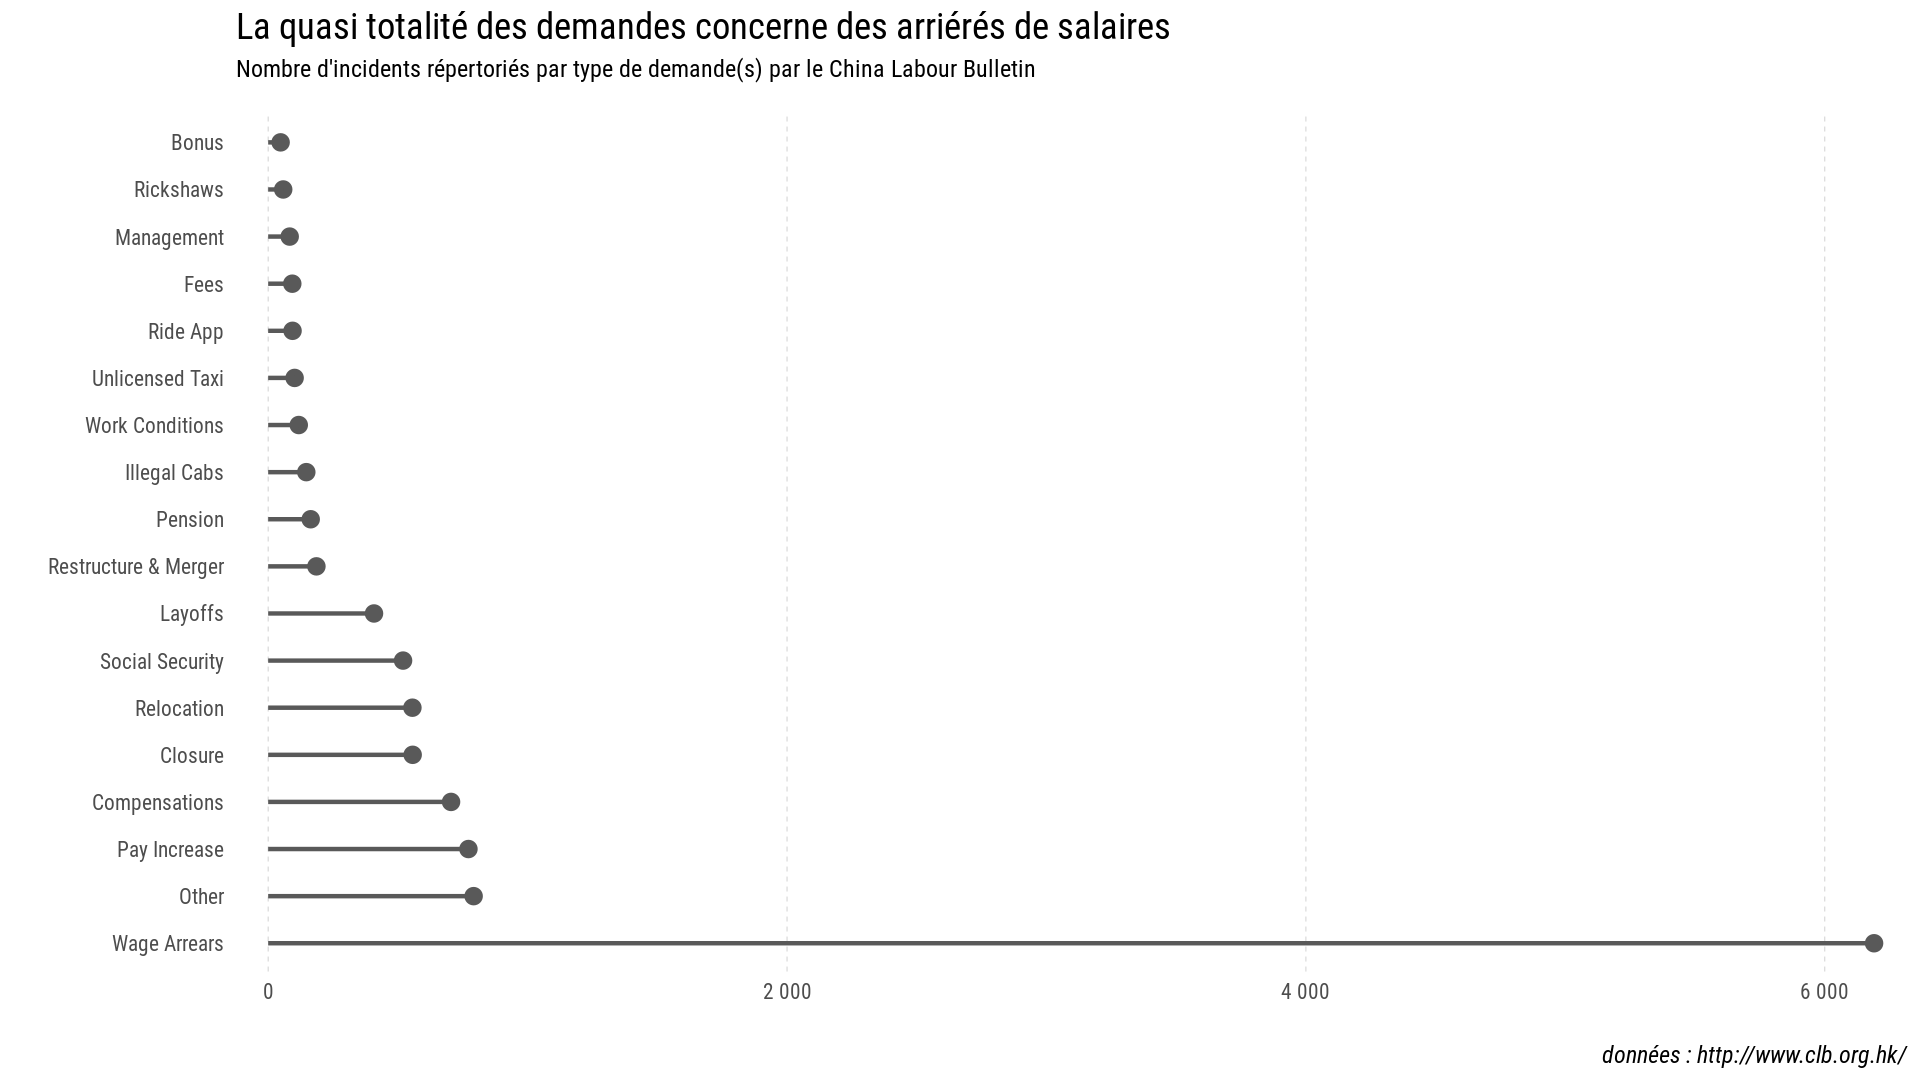 La quasi totalité des demandes concerne des arriérés de salaires
Nombre d'incidents répertoriés par type de demande(s) par le China Labour Bulletin
Bonus
Rickshaws
Management
Fees
Ride App
Unlicensed Taxi
Work Conditions
Illegal Cabs
Pension
Restructure & Merger
Layoffs
Social Security
Relocation
Closure
Compensations
Pay Increase
Other
Wage Arrears
0 2 000 4 000 6 000
données : http://www.clb.org.hk/